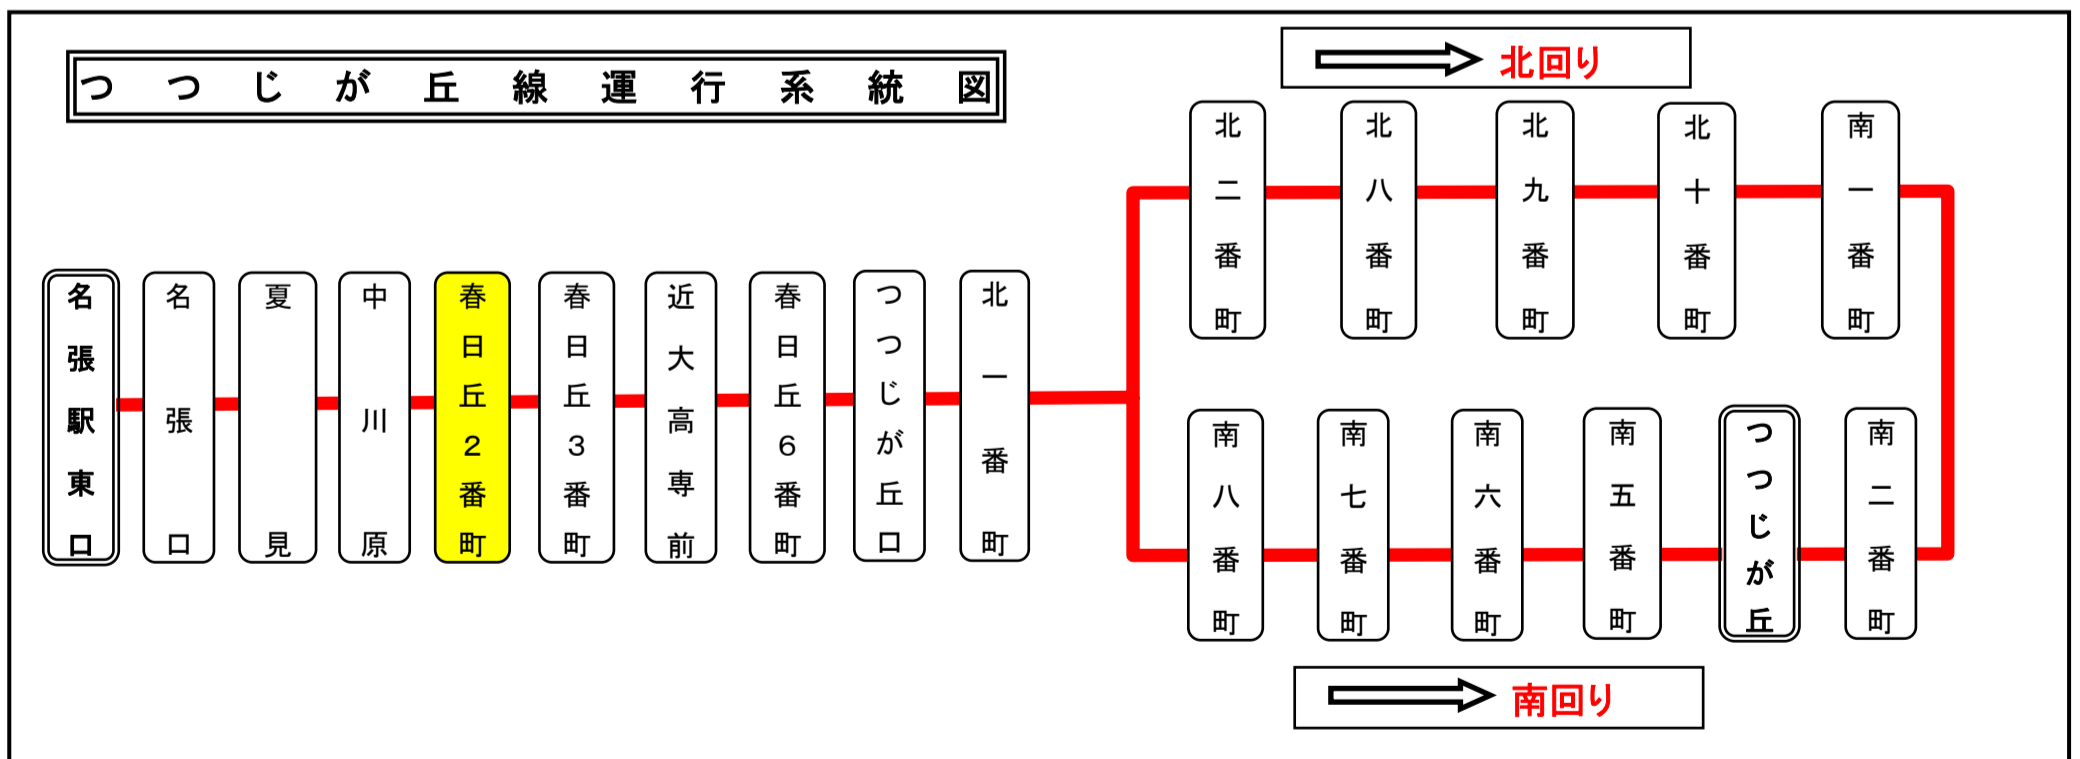 つつじが丘線運行系統図
北回り
北二番町
北八番町
北九番町
北十番町
南一番町
名張駅東口
名張口
夏見
中川原
春日丘2番町
春日丘3番町
近大高専前
春日丘6番町
つつじが丘口
北一番町
南八番町
南七番町
南六番町
南五番町
つつじが丘
南二番町
南回り